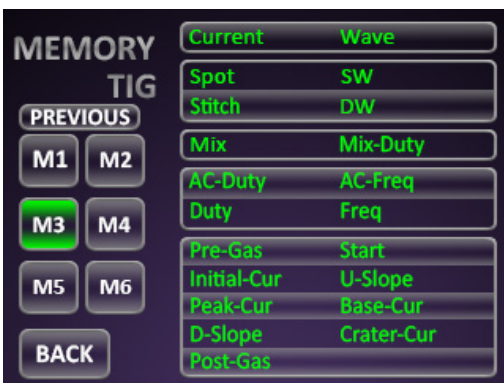 MEMORY
TIG
PREVIOUS
M1 M2
M3 M4
M5 M6
BACK
Current Wave
Spot SW
Stitch DW
Mix Mix-Duty
AC-Duty AC-Freq
Duty Freq
Pre-Gas Start
Initial-Cur U-Slope
Peak-Cur Base-Cur
D-Slope Crater-Cur
Post-Gas